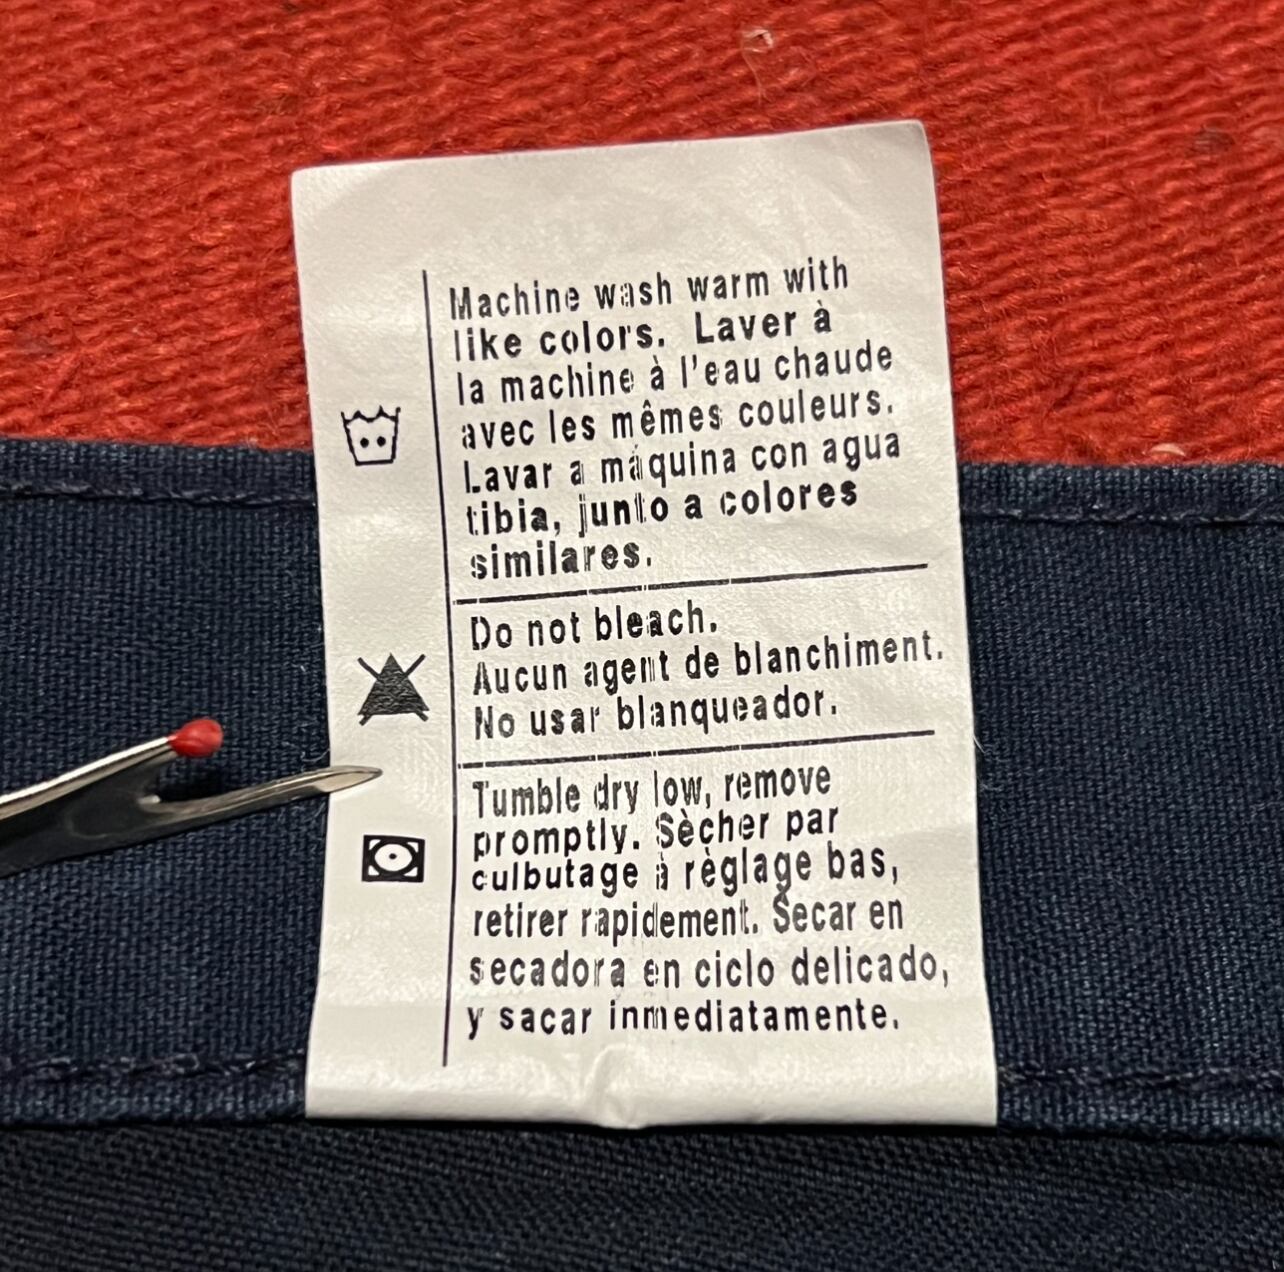 Machine wash warm with
like colors. Laver à
la machine à l'eau chaude
avec les mêmes couleurs.
Lavar a máquina con agua
tibia, junto a colores
similares.
Do not bleach.
Aucun agent de blanchiment.
No usar blanqueador.
Tumble dry low, remove
promptly. Sècher par
culbutage à règlage bas,
retirer rapidement. Secar en
secadora en ciclo delicado,
y sacar inmediatamente.